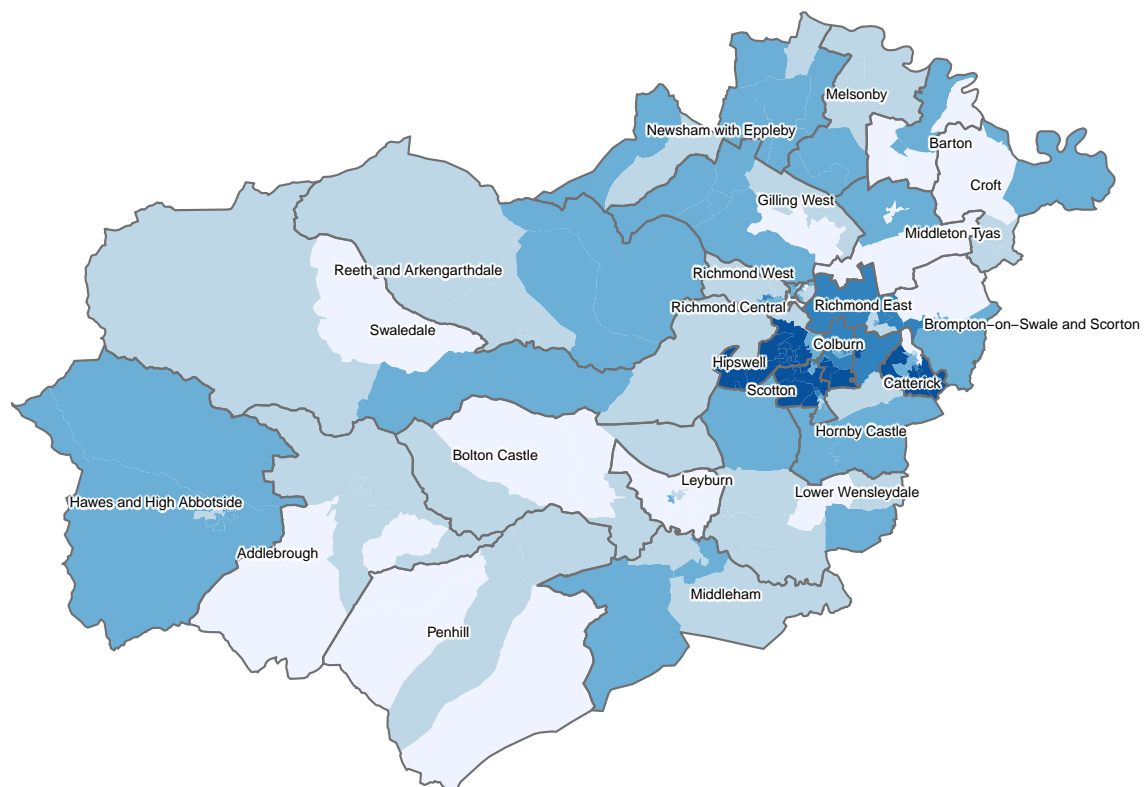 Melsonby
Newsham with Eppleby
Barton
Croft
Gilling West
Middleton Tyas
Reeth and Arkengarthdale
Richmond West
Richmond Central
Richmond East
Swaledale
Brompton−on−Swale and Scorton
Colburn
Hipswell
Catterick
Scotton
Hornby Castle
Bolton Castle
Leyburn
Lower Wensleydale
Hawes and High Abbotside
Addlebrough
Middleham
Penhill